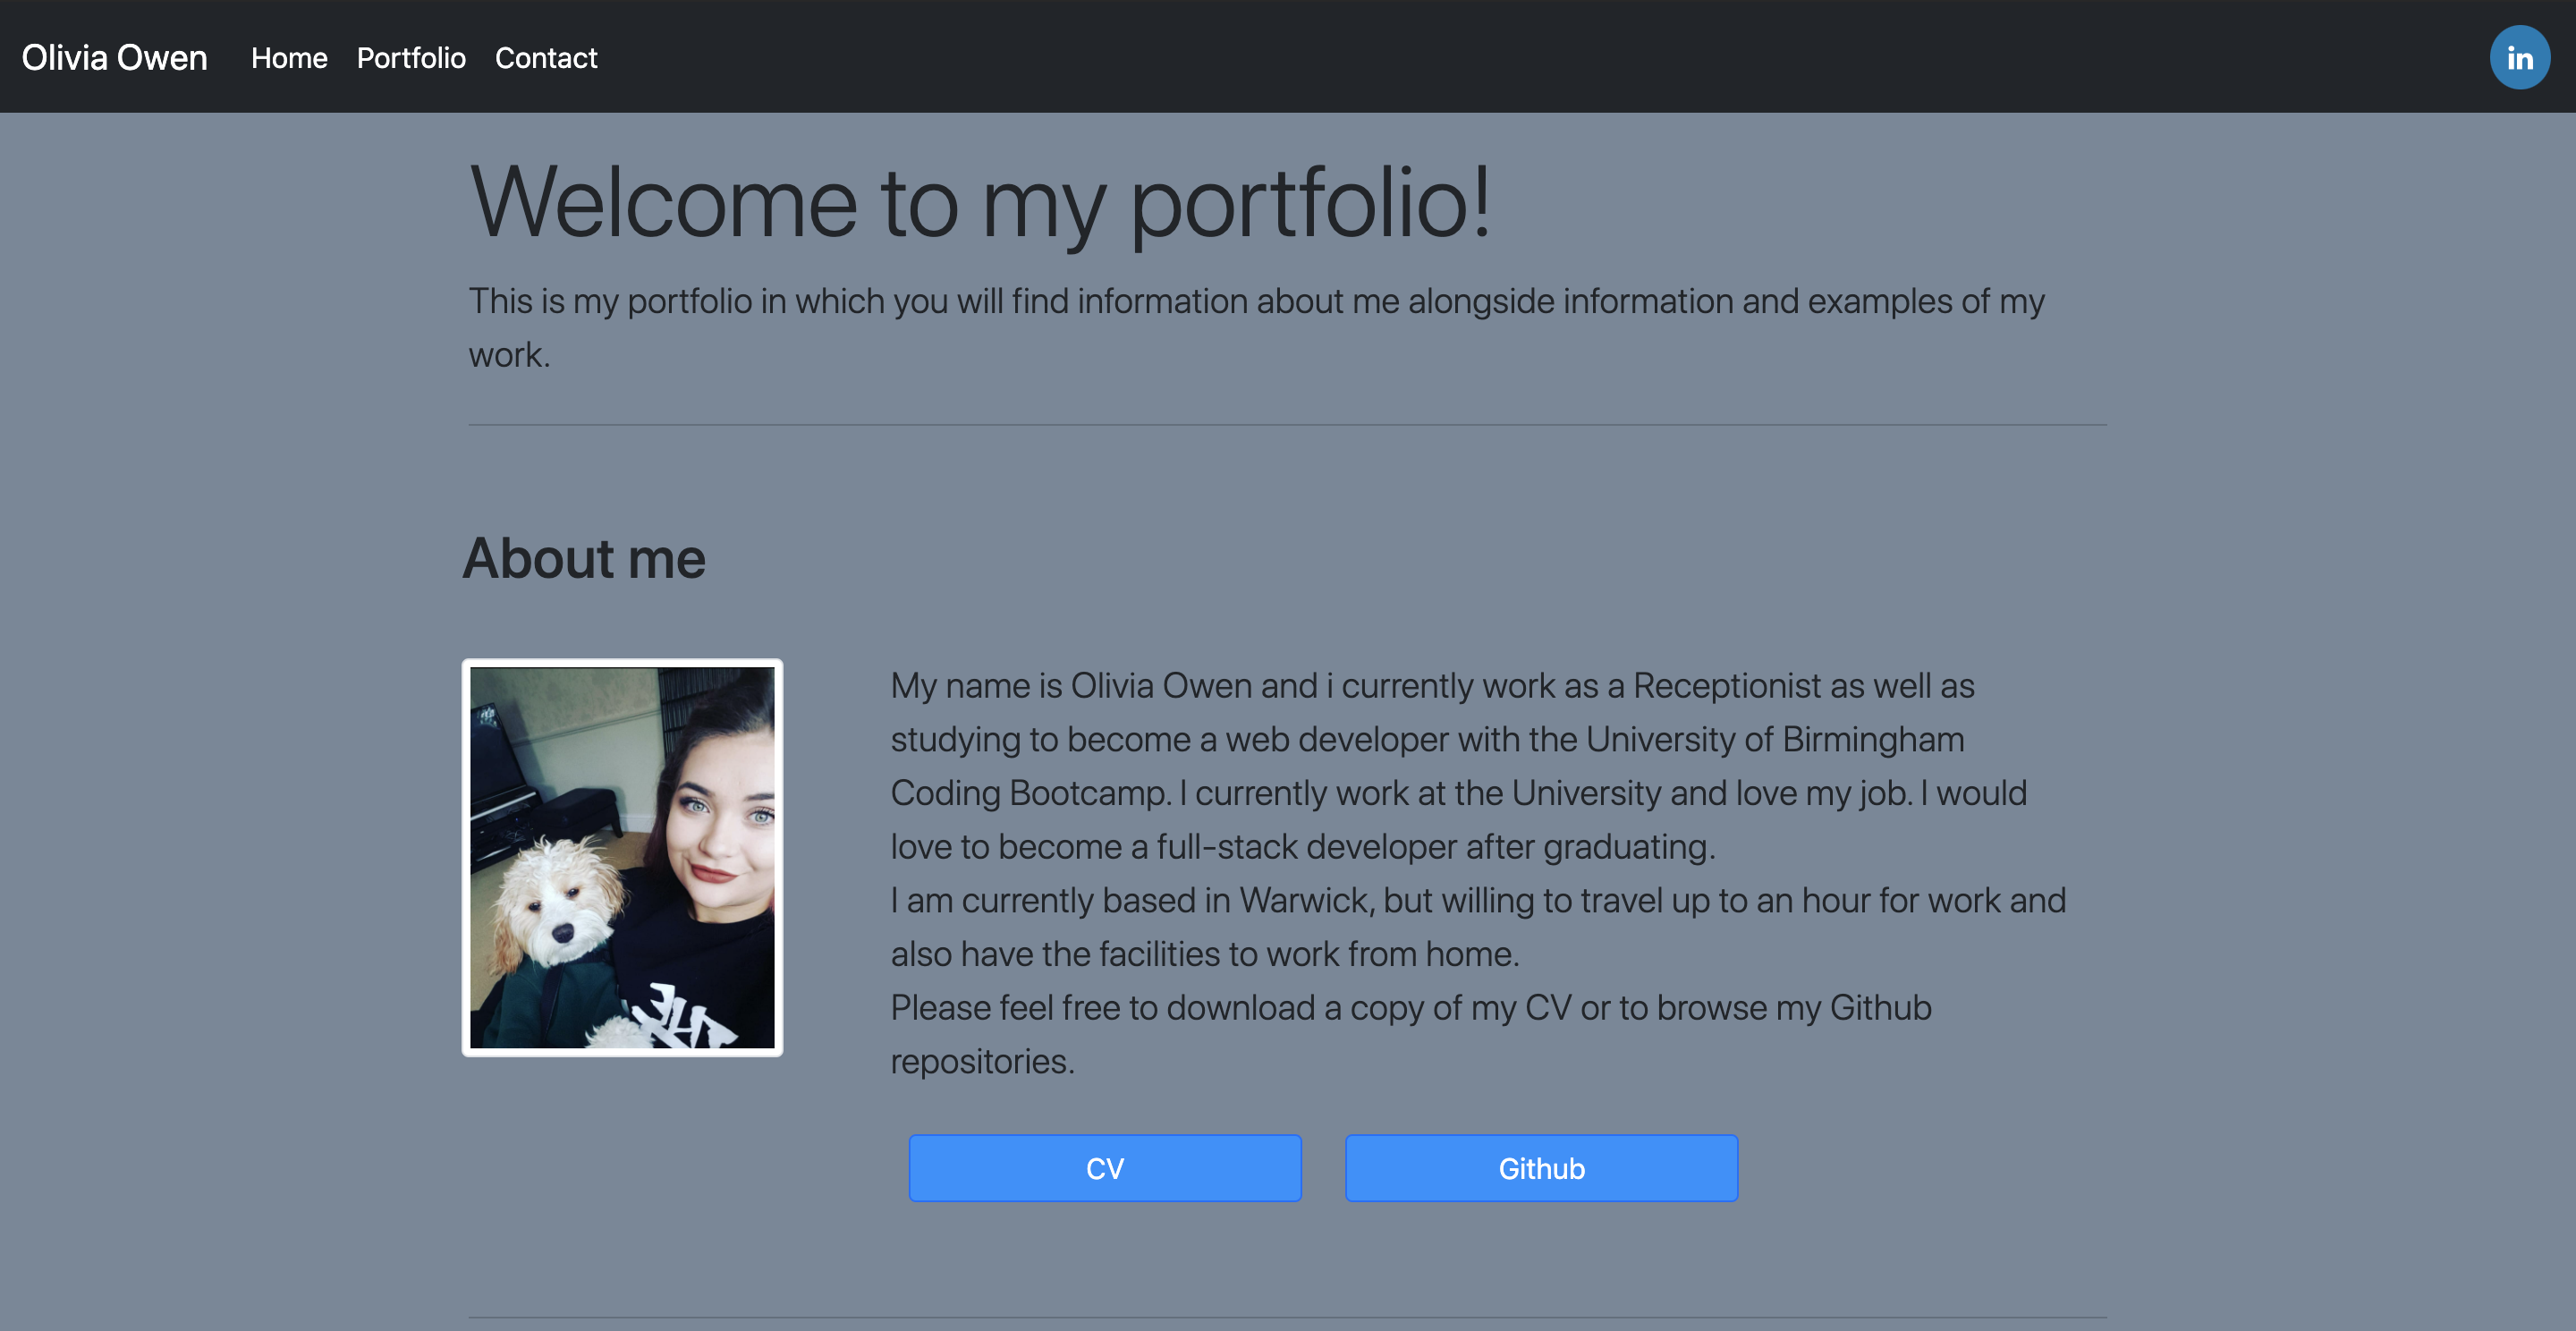 Olivia Owen Home Portfolio Contact in
Welcome to my portfolio!
This is my portfolio in which you will find information about me alongside information and examples of my
work.
About me
My name is Olivia Owen and i currently work as a Receptionist as well as
studying to become a web developer with the University of Birmingham
Coding Bootcamp. I currently work at the University and love my job. I would
love to become a full-stack developer after graduating.
I am currently based in Warwick, but willing to travel up to an hour for work and
also have the facilities to work from home.
Please feel free to download a copy of my CV or to browse my Github
repositories.
CV Github